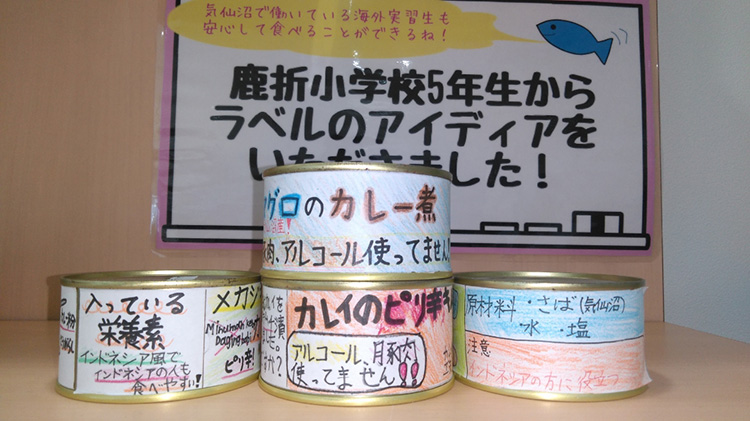 気仙沼で働いている海外実習生も
安心して食べることができるね!
鹿折小学校5年生から
ラベルのアイディアを
いただきました!
グロのカレー煮
肉、アルコール使ってません!
入っている
栄養素
インドネシア風で
インドネシアの人も
食べやすい!
メカジ
ピリ辛!
カレイのピリ辛
アルコール、豚肉
使ってません!!
原材料・さば(気仙沼)
水 塩
注意
インドネシアの方に役立つ